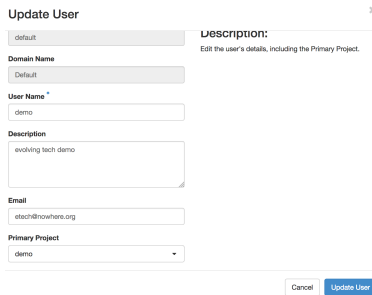 Update User
default
Description:
Edit the user's details, including the Primary Project.
Domain Name
Default
User Name *
demo
Description
evolving tech demo
Email
etech@nowhere.org
Primary Project
demo
Cancel
Update User